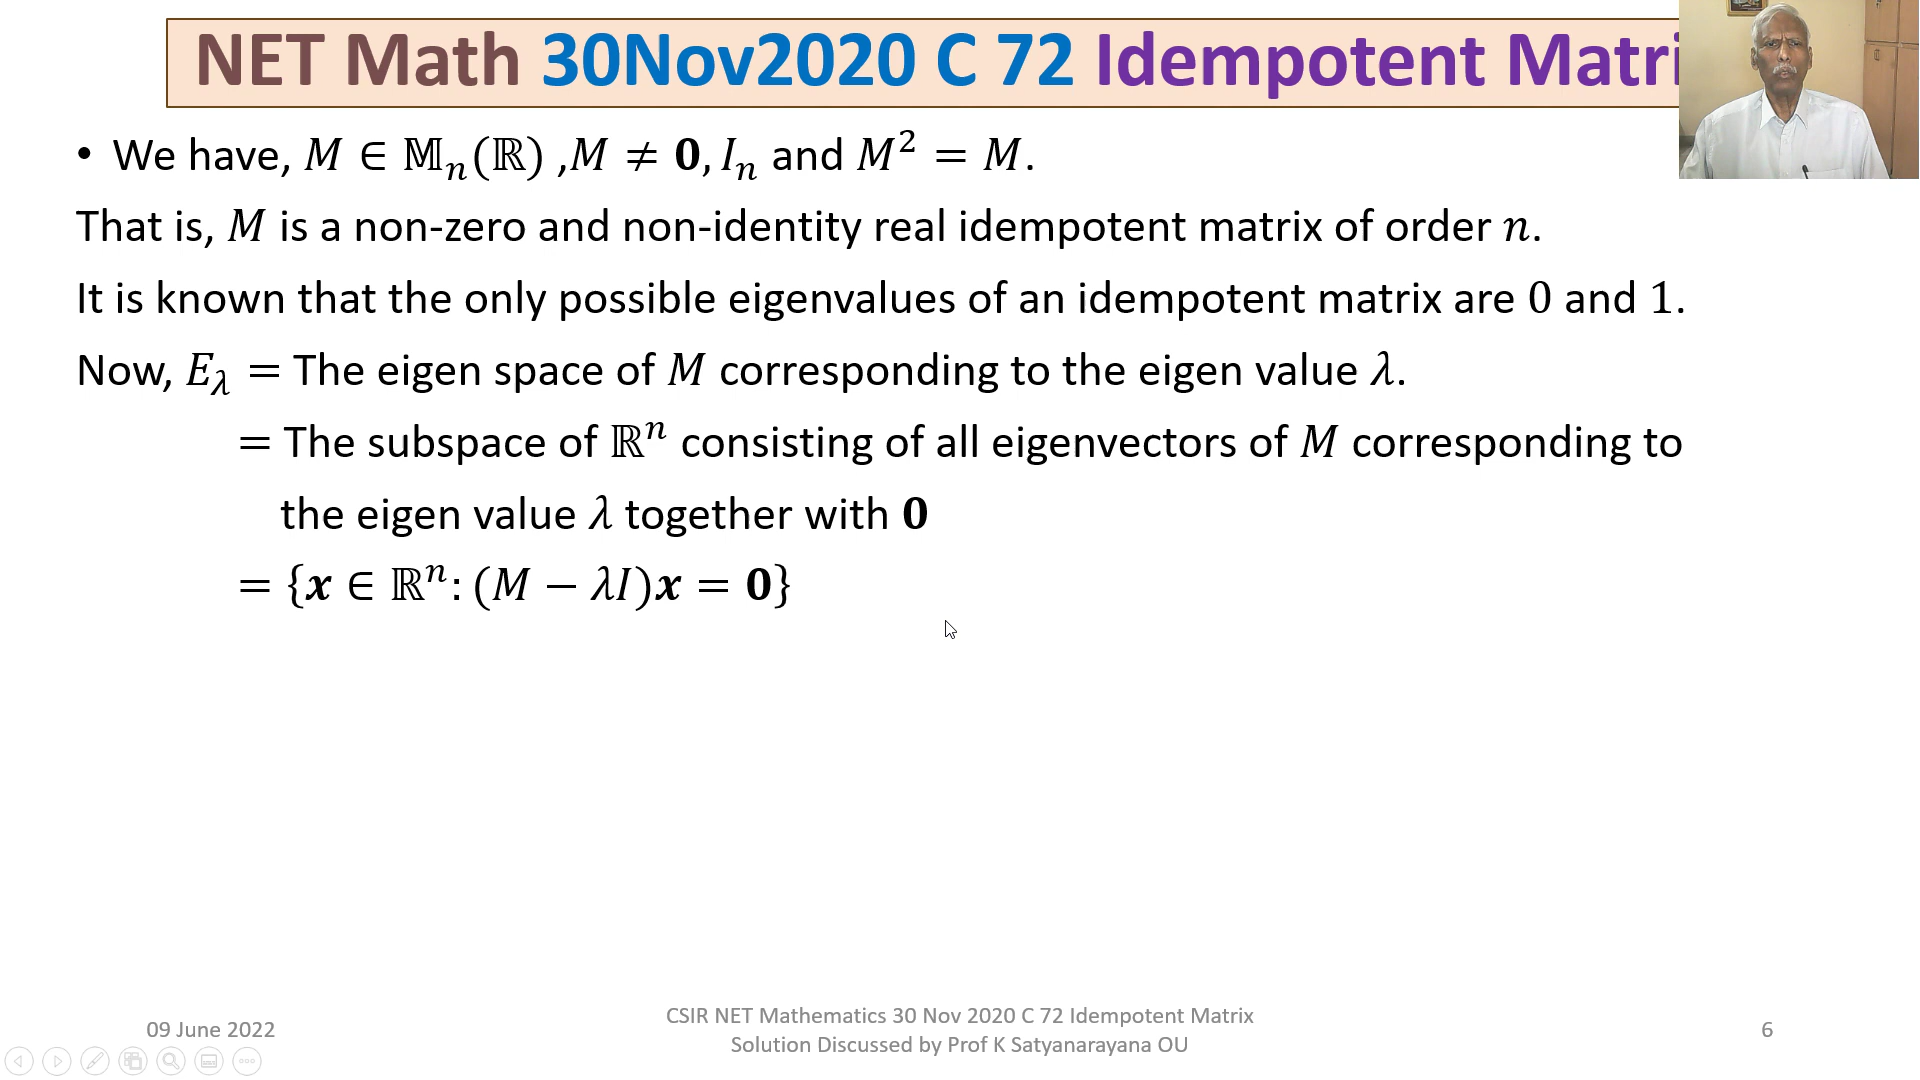 NET Math 30Nov2020 C 72 Idempotent Matri
• We have, 𝑀 ∈ 𝕄ₙ(ℝ) ,𝑀 ≠ 𝟎, 𝐼ₙ and 𝑀² = 𝑀.
That is, 𝑀 is a non-zero and non-identity real idempotent matrix of order 𝑛.
It is known that the only possible eigenvalues of an idempotent matrix are 0 and 1.
Now, 𝐸_𝜆 = The eigen space of 𝑀 corresponding to the eigen value 𝜆.
= The subspace of ℝⁿ consisting of all eigenvectors of 𝑀 corresponding to
the eigen value 𝜆 together with 𝟎
= {𝒙 ∈ ℝⁿ: (𝑀 − 𝜆𝐼)𝒙 = 𝟎}
09 June 2022
CSIR NET Mathematics 30 Nov 2020 C 72 Idempotent Matrix
Solution Discussed by Prof K Satyanarayana OU
6